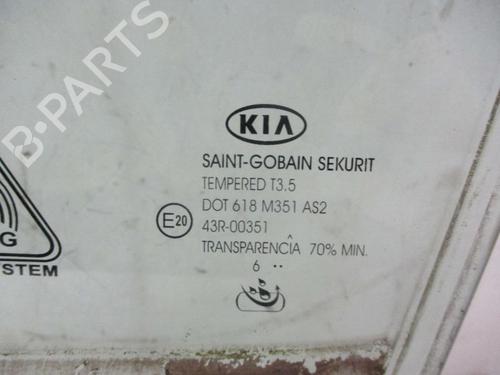 B-PARTS
KIA
SAINT-GOBAIN SEKURIT
TEMPERED T3.5
DOT 618 M351 AS2
E20
43R-00351
TRANSPARENCÎA 70% MIN.
6 ..
G
STEM